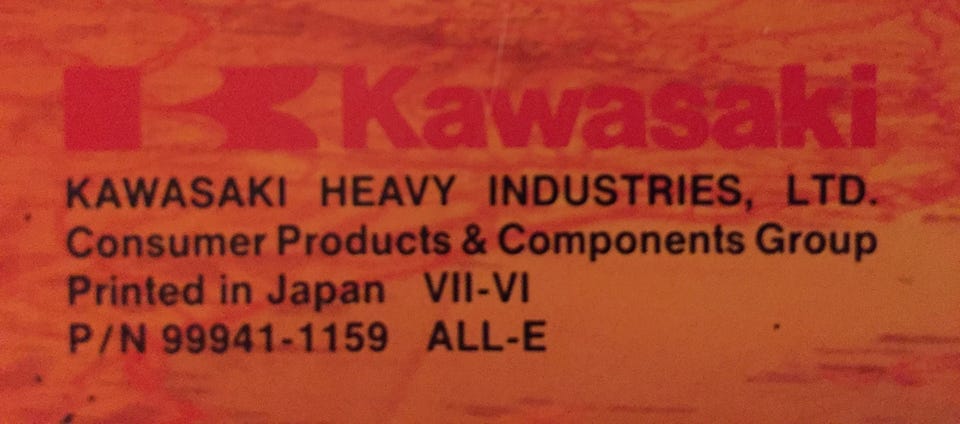 Kawasaki
KAWASAKI HEAVY INDUSTRIES, LTD.
Consumer Products & Components Group
Printed in Japan VII-VI
P/N 99941-1159 ALL-E